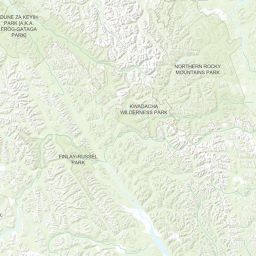 DUNE ZA KEYIH
PARK [A.K.A.
FROG-GATAGA
PARK]
NORTHERN ROCKY
MOUNTAINS PARK
KWADACHA
WILDERNESS PARK
FINLAY-RUSSEL
PARK